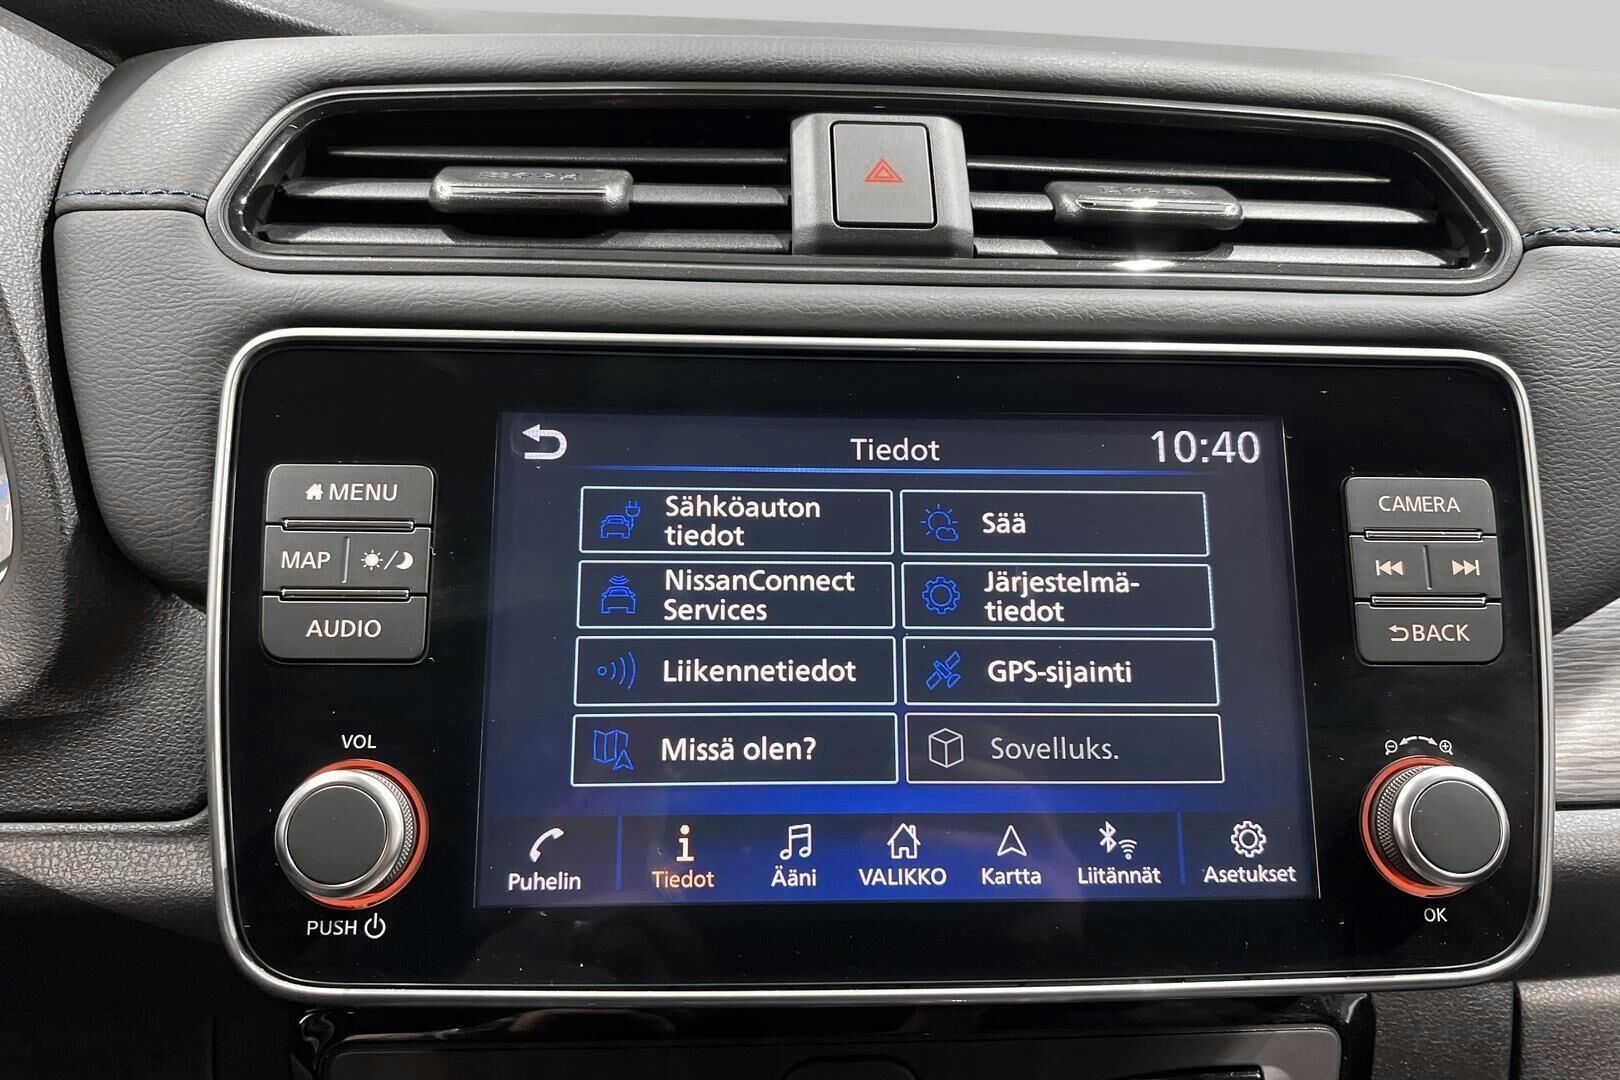 Tiedot
10:40
MENU
MAP
AUDIO
VOL
PUSH
Sähköauton
tiedot
Sää
NissanConnect
Services
Järjestelmä-
tiedot
Liikennetiedot
GPS-sijainti
Missä olen?
Sovelluks.
Puhelin
Tiedot
Ääni
VALIKKO
Kartta
Liitännät
Asetukset
CAMERA
BACK
OK